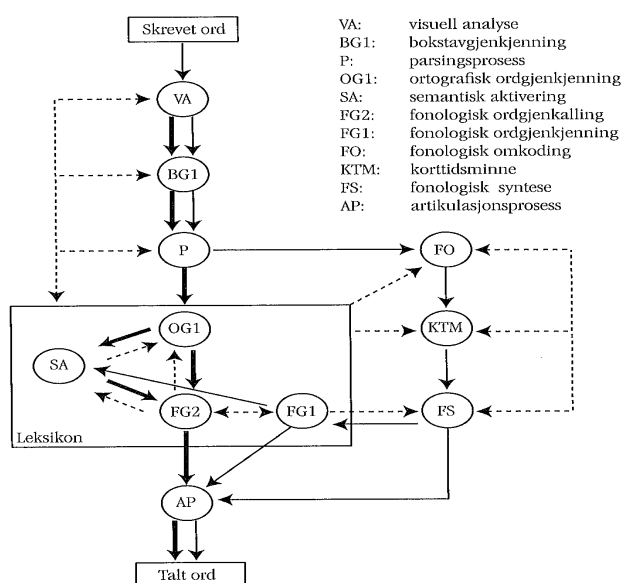 Skrevet ord
VA: visuell analyse
BG1: bokstavgjenkjenning
P: parsingsprosess
OG1: ortografisk ordgjenkjenning
SA: semantisk aktivering
FG2: fonologisk ordgjenkalling
FG1: fonologisk ordgjenkjenning
FO: fonologisk omkoding
KTM: korttidsminne
FS: fonologisk syntese
AP: artikulasjonsprosess
VA
BG1
P
FO
OG1
KTM
SA
FG2
FG1
FS
Leksikon
AP
Talt ord